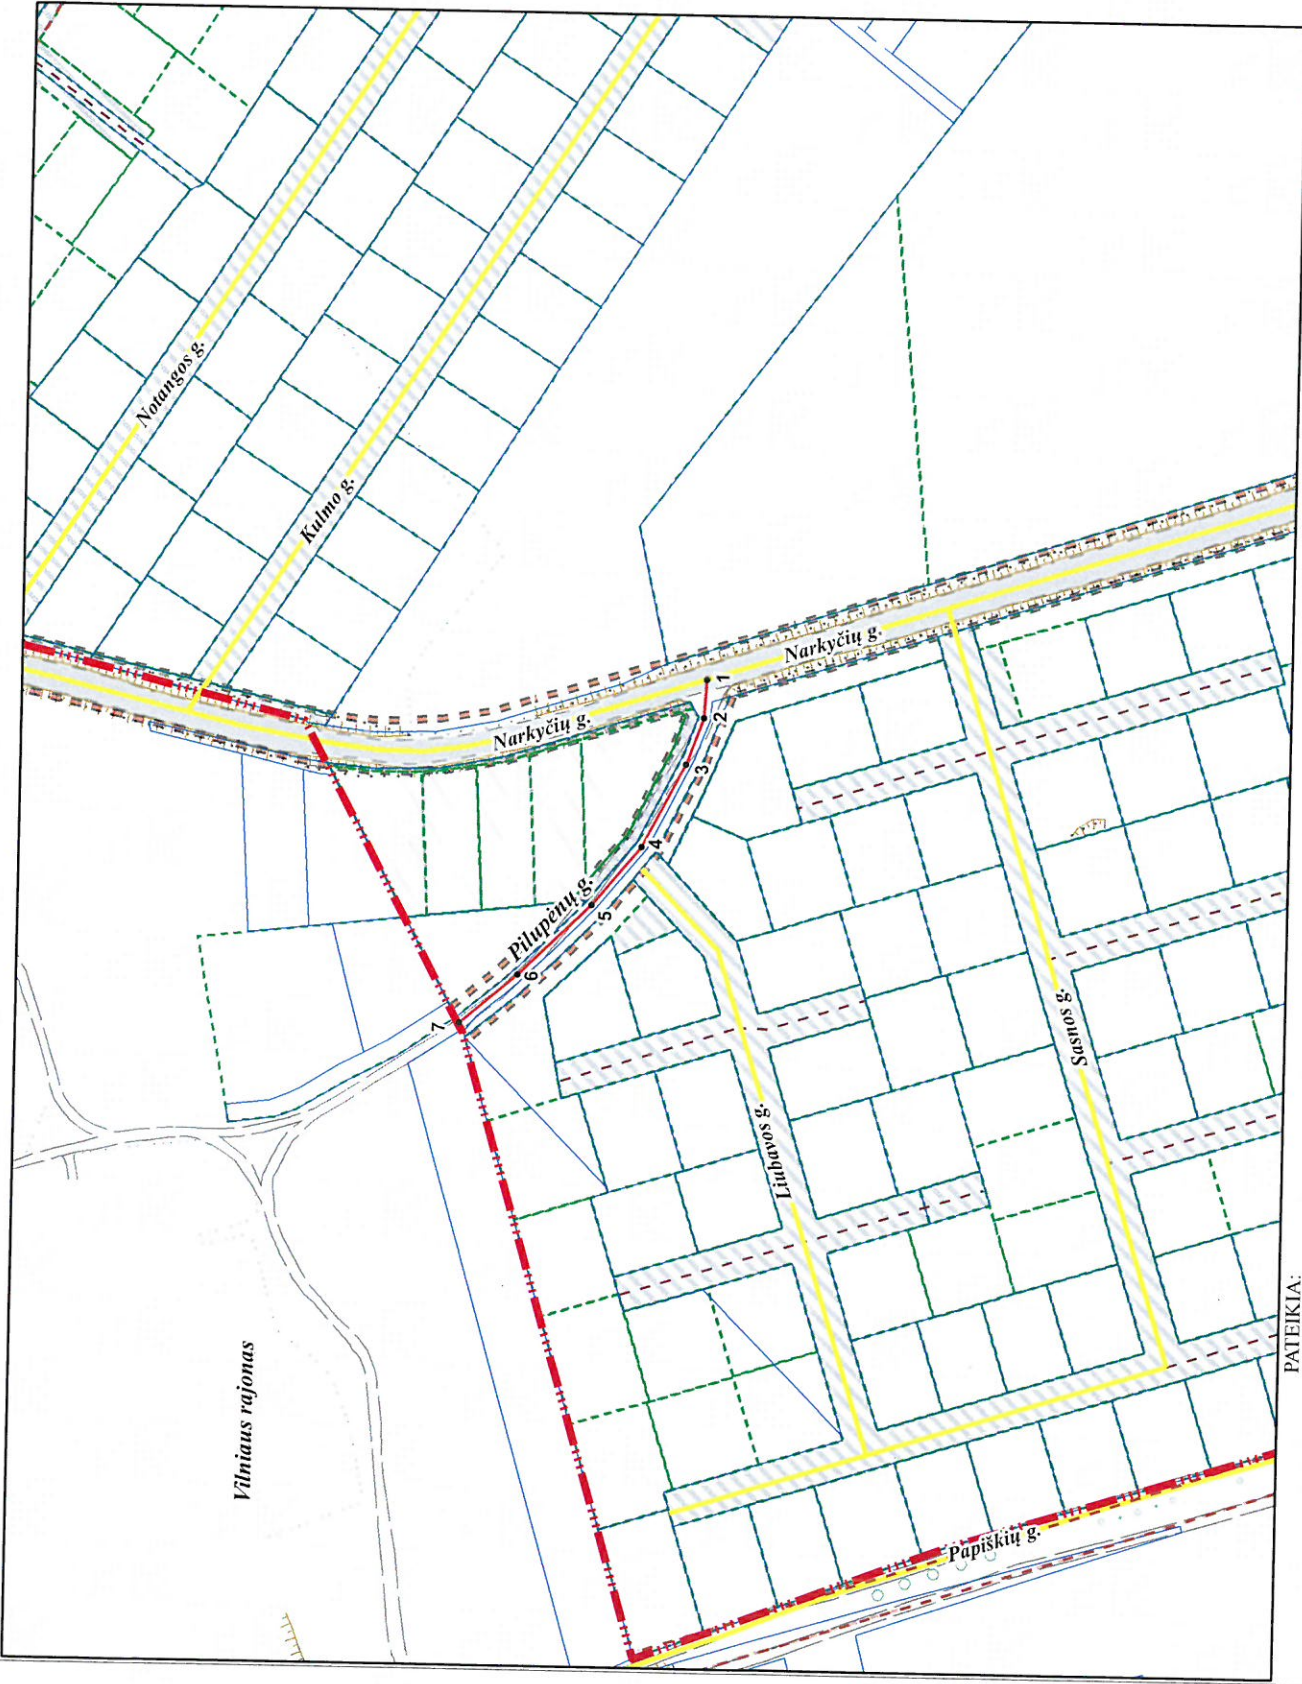 Notangos g.
Kulmo g.
Narkyčių g.
Narkyčių g.
1
2
3
4
5
6
7
Pilupėnų g.
Sasnos g.
Liubavos g.
Vilniaus rajonas
Papiškių g.
PATEIKIA: